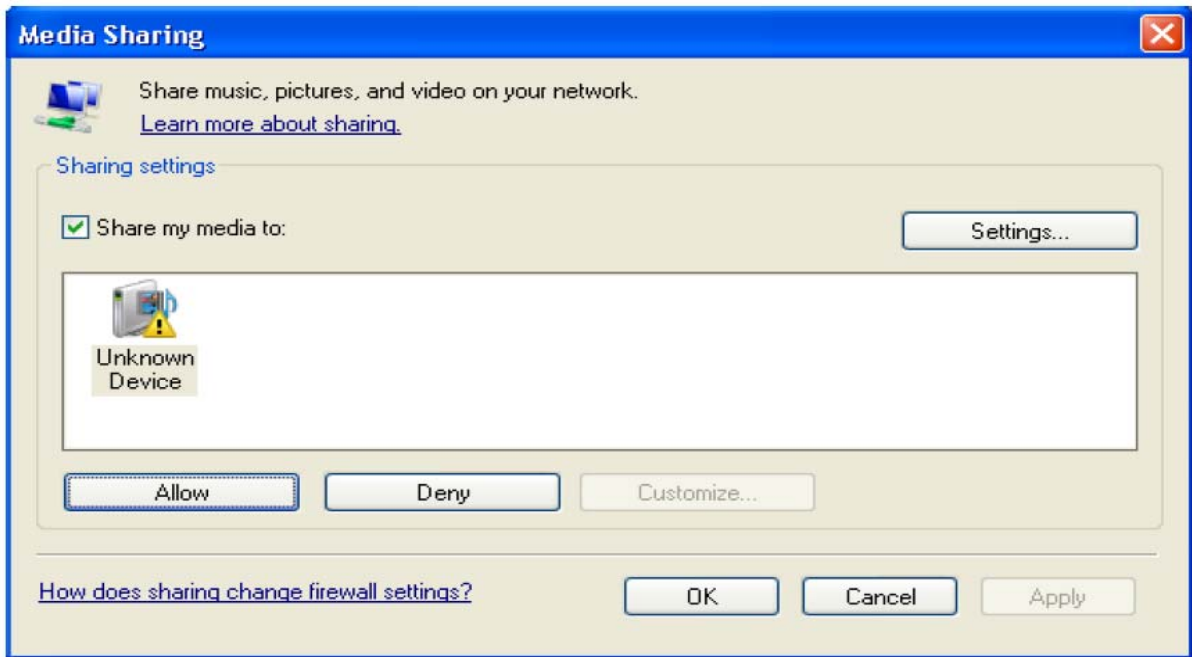 Media Sharing
Share music, pictures, and video on your network.
Learn more about sharing.
Sharing settings
Share my media to:
Settings...
Unknown
Device
Allow
Deny
Customize...
How does sharing change firewall settings?
OK
Cancel
Apply